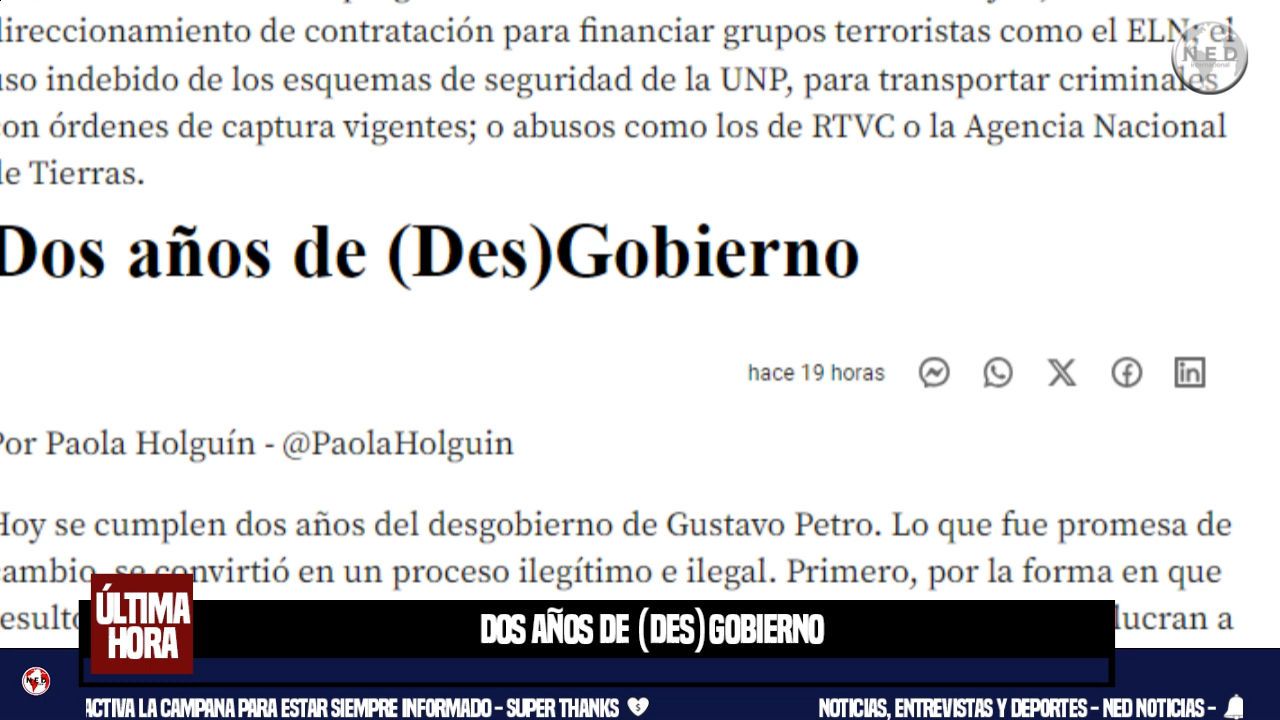 direccionamiento de contratación para financiar grupos terroristas como el ELN; el
uso indebido de los esquemas de seguridad de la UNP, para transportar criminales
con órdenes de captura vigentes; o abusos como los de RTVC o la Agencia Nacional
de Tierras.
NED
International
Dos años de (Des)Gobierno
hace 19 horas
Por Paola Holguín - @PaolaHolguin
Hoy se cumplen dos años del desgobierno de Gustavo Petro. Lo que fue promesa de
cambio, se convirtió en un proceso ilegítimo e ilegal. Primero, por la forma en que
lucran a
ÚLTIMA
HORA
DOS AÑOS DE (DES)GOBIERNO
NED
ACTIVA LA CAMPANA PARA ESTAR SIEMPRE INFORMADO - SUPER THANKS
NOTICIAS, ENTREVISTAS Y DEPORTES - NED NOTICIAS -